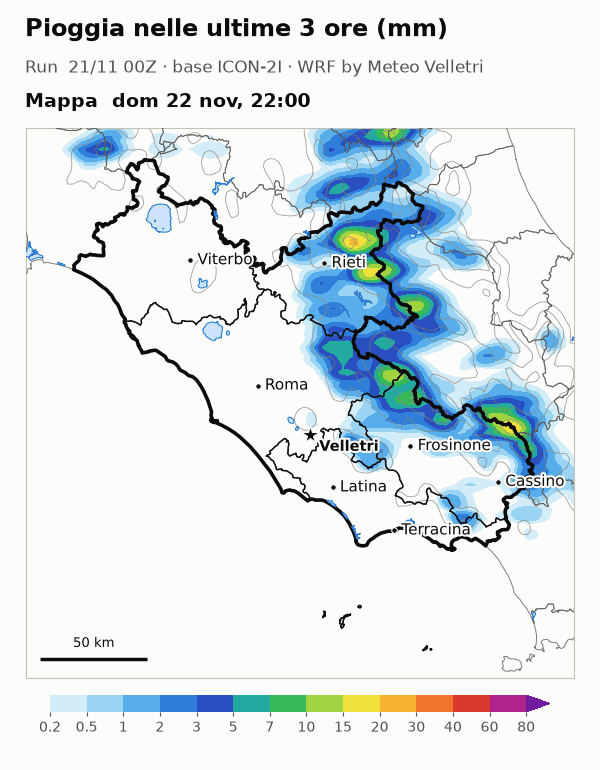 Pioggia nelle ultime 3 ore (mm)
Run  21/11 00Z · base ICON-2I · WRF by Meteo Velletri
Mappa  dom 22 nov, 22:00
Viterbo
Rieti
Roma
Velletri
Frosinone
Latina
Cassino
Terracina
50 km
0.2 0.5 1 2 3 5 7 10 15 20 30 40 60 80